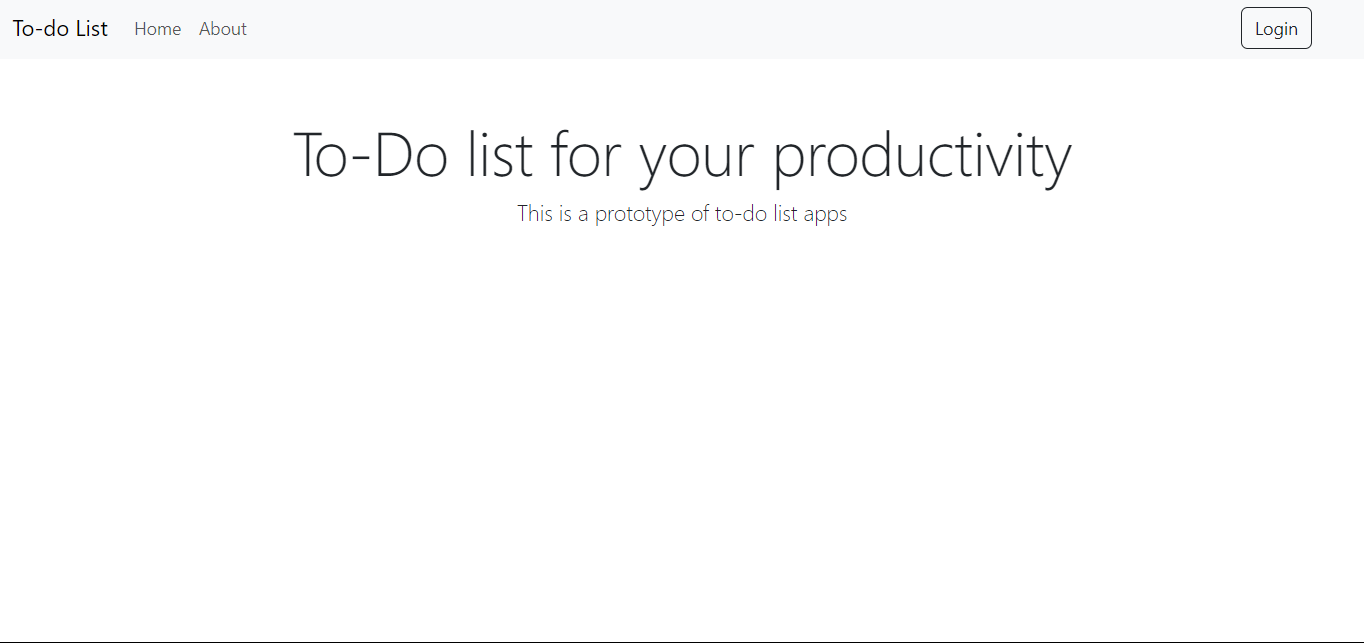 To-do List Home About Login
To-Do list for your productivity
This is a prototype of to-do list apps